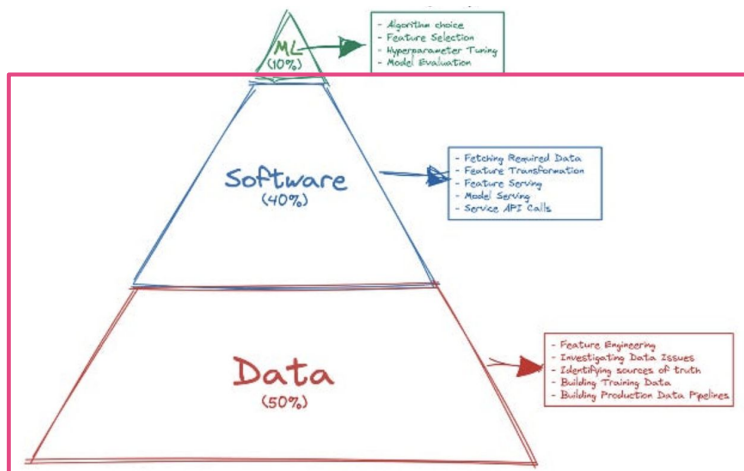 ML
(10%)
- Algorithm choice
- Feature Selection
- Hyperparameter Tuning
- Model Evaluation
Software
(40%)
- Fetching Required Data
- Feature Transformation
- Feature Serving
- Model Serving
- Service API Calls
Data
(50%)
- Feature Engineering
- Investigating Data Issues
- Identifying sources of truth
- Building Training Data
- Building Production Data Pipelines